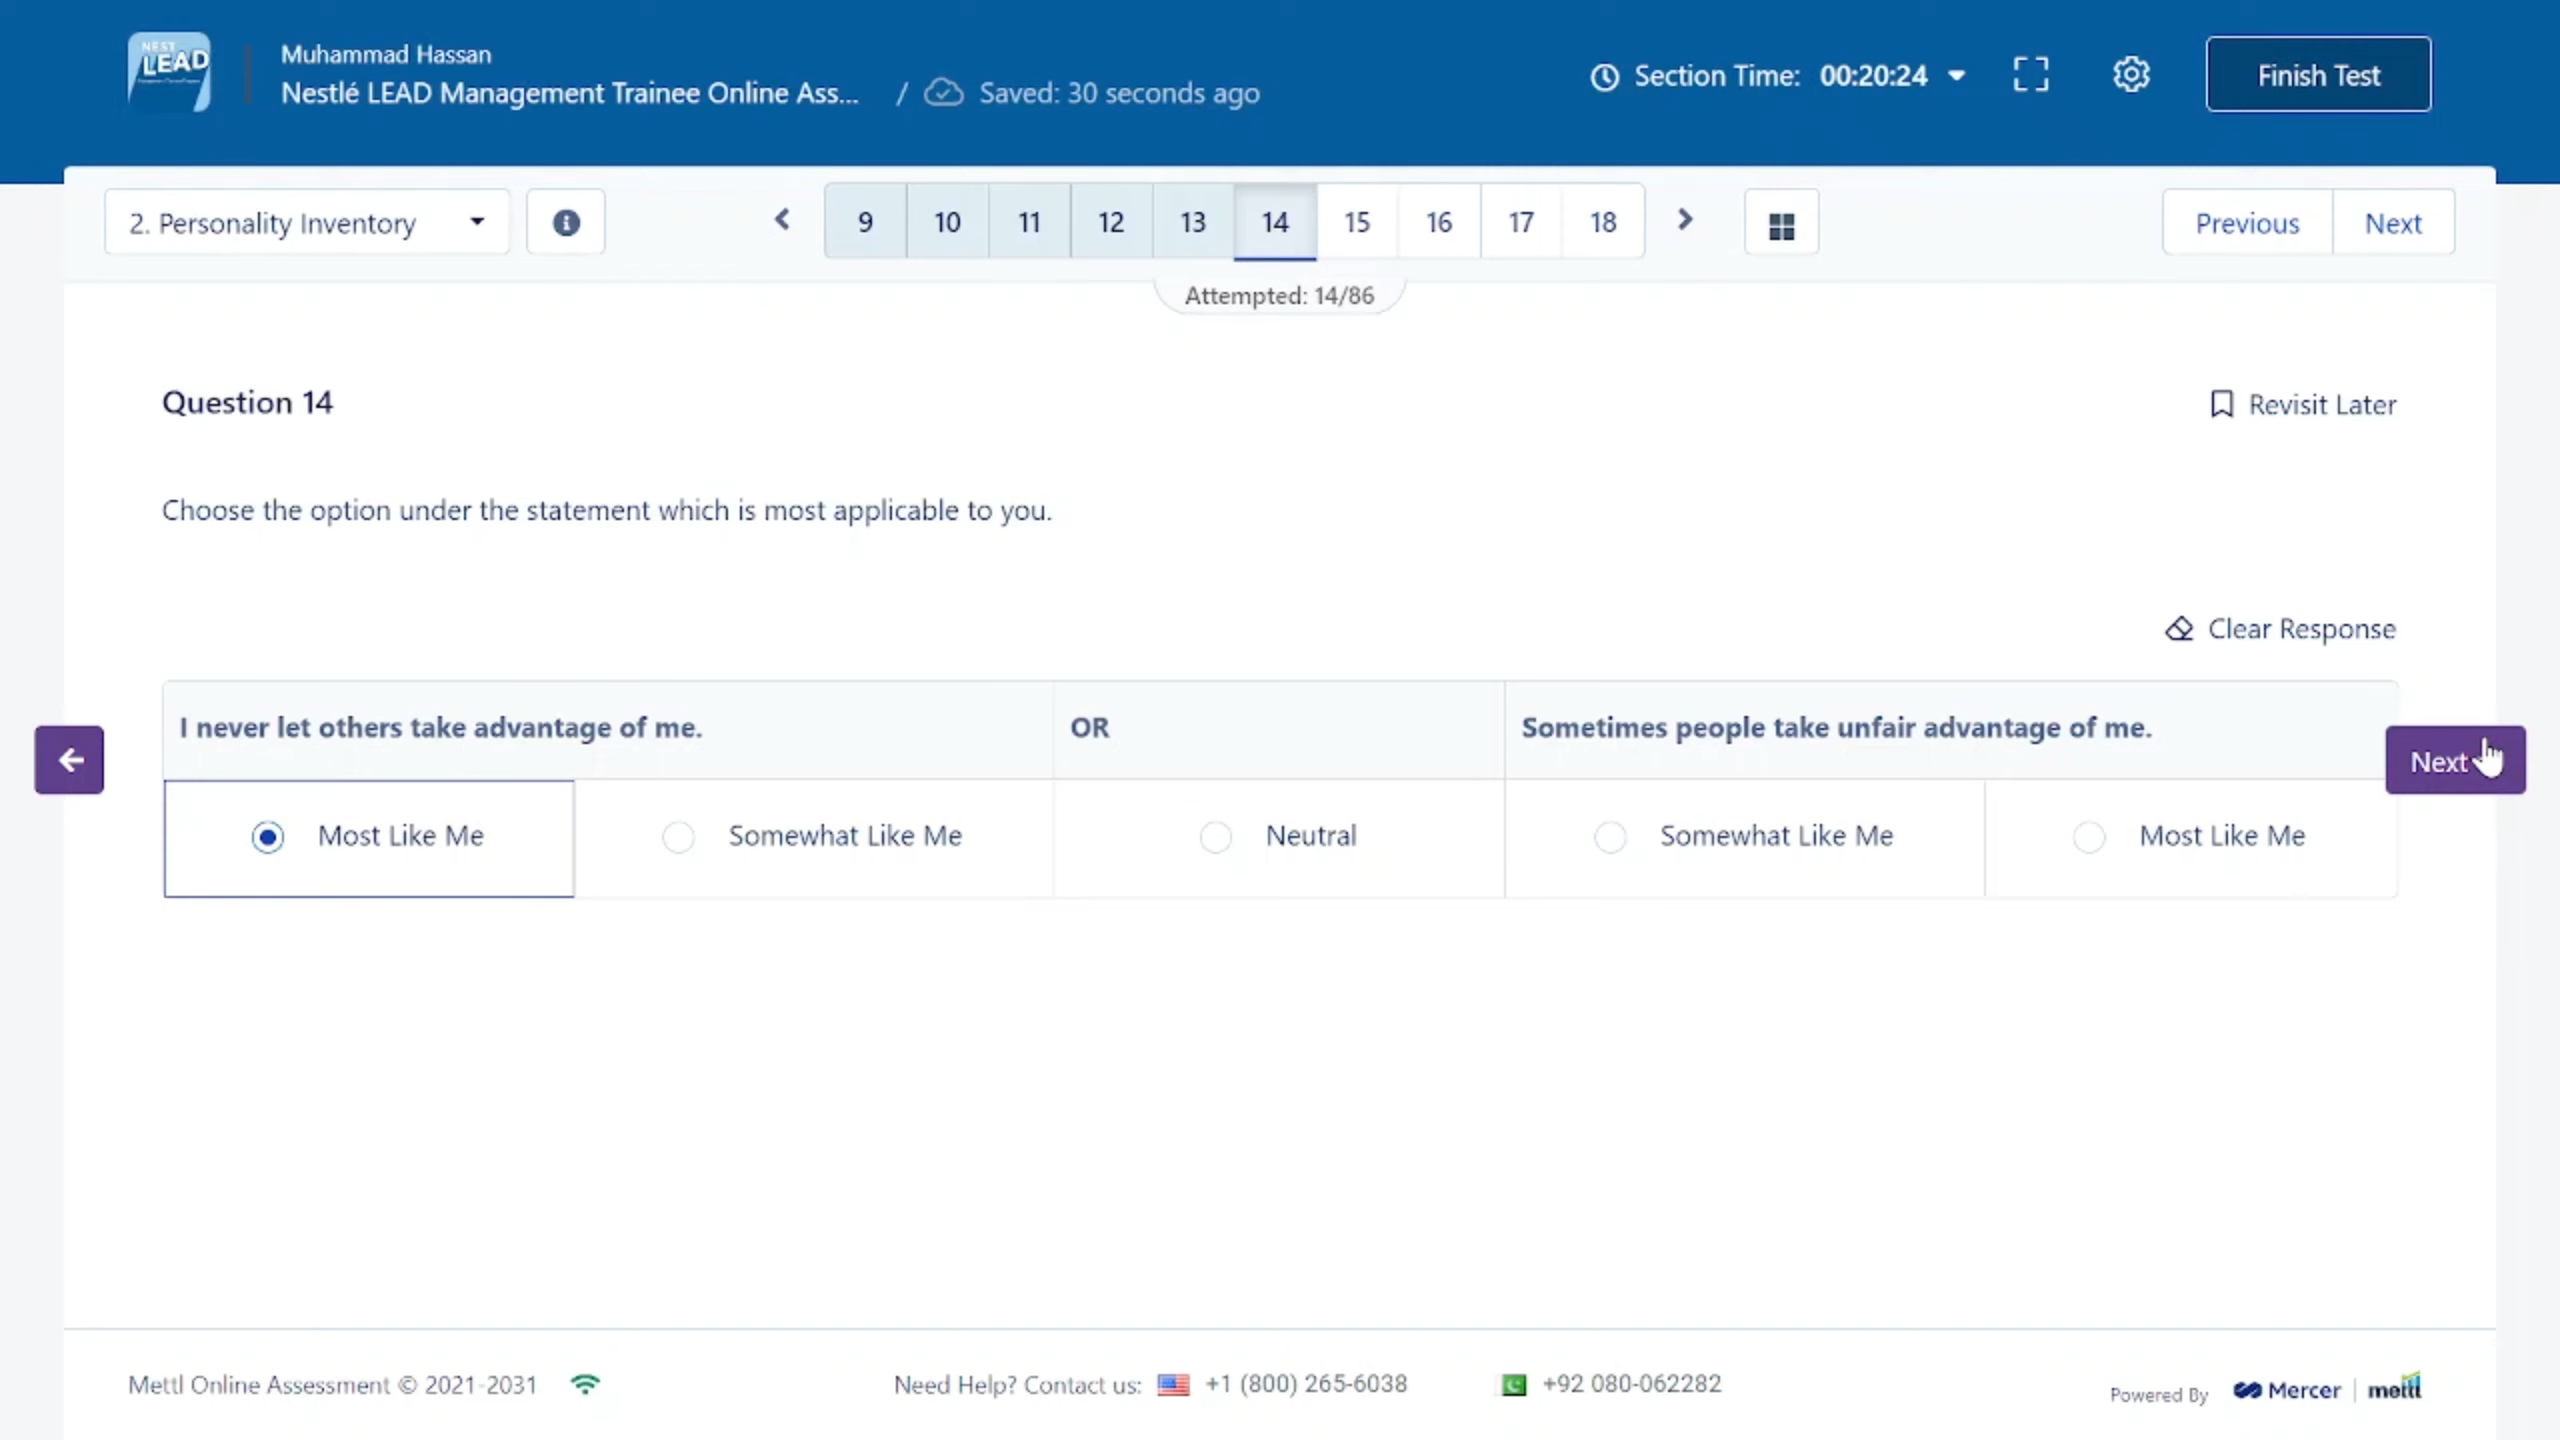 NEST
LEAD
Muhammad Hassan
Nestlé LEAD Management Trainee Online Ass...
/ Saved: 30 seconds ago
Section Time: 00:20:24
Finish Test
2. Personality Inventory
9 10 11 12 13 14 15 16 17 18
Previous Next
Attempted: 14/86
Question 14
Revisit Later
Choose the option under the statement which is most applicable to you.
Clear Response
I never let others take advantage of me. OR Sometimes people take unfair advantage of me.
Next
Most Like Me Somewhat Like Me Neutral Somewhat Like Me Most Like Me
Mettl Online Assessment © 2021-2031
Need Help? Contact us: +1 (800) 265-6038 +92 080-062282
Powered By Mercer | mettl